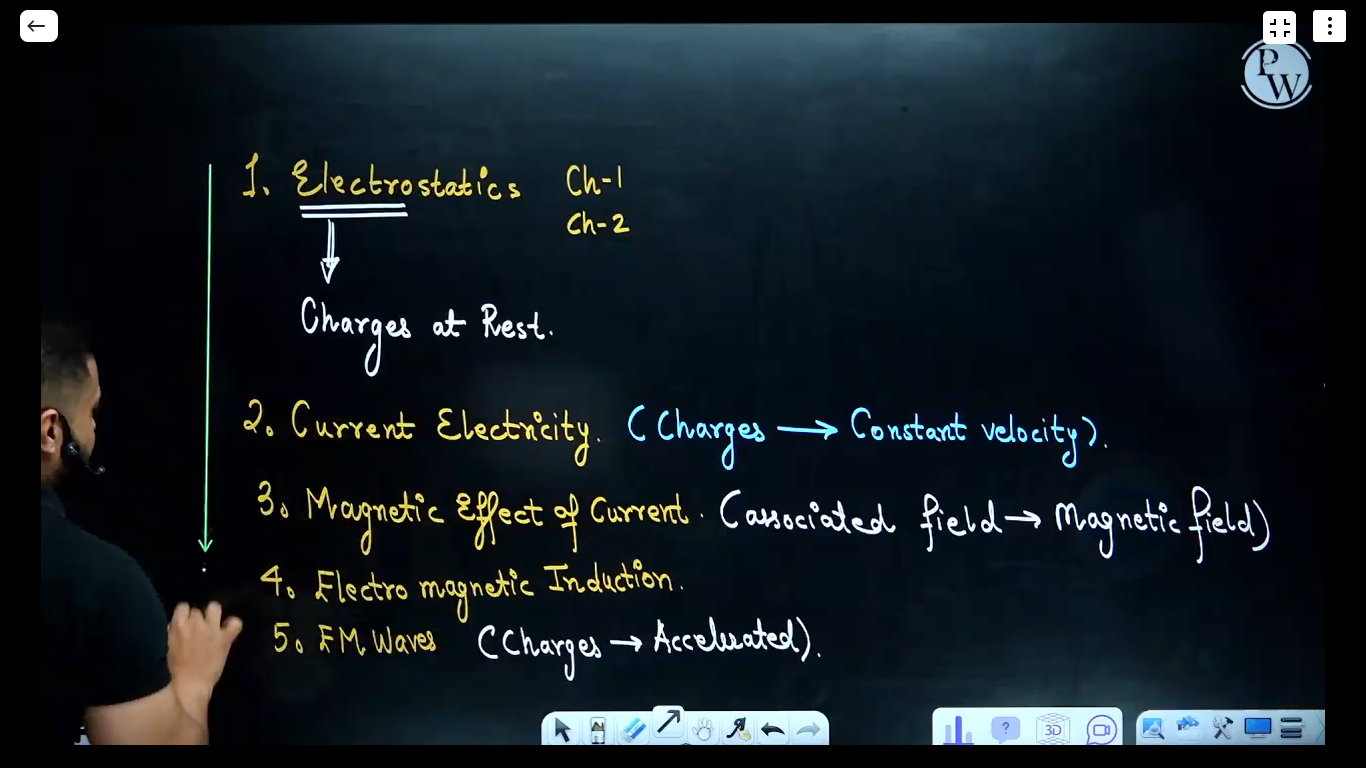 PW
1. Electrostatics Ch-1
Ch-2
Charges at Rest.
2. Current Electricity. (Charges → Constant velocity).
3. Magnetic Effect of Current. (associated field → Magnetic field)
4. Electro magnetic Induction.
5. EM Waves (Charges → Accelerated).
?
3D